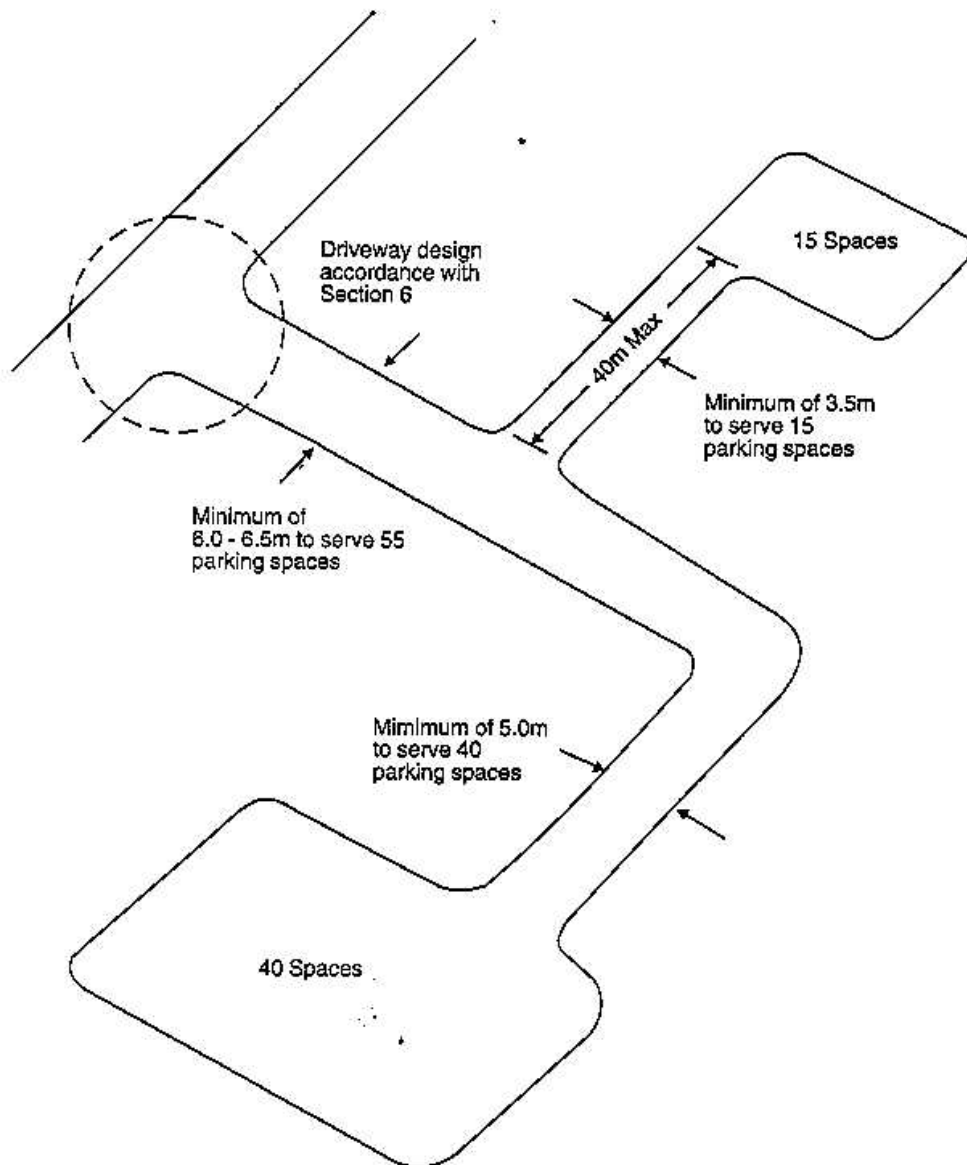 15 Spaces
Driveway design
accordance with
Section 6
40m Max
Minimum of 3.5m
to serve 15
parking spaces
Minimum of
6.0 - 6.5m to serve 55
parking spaces
Mimimum of 5.0m
to serve 40
parking spaces
40 Spaces